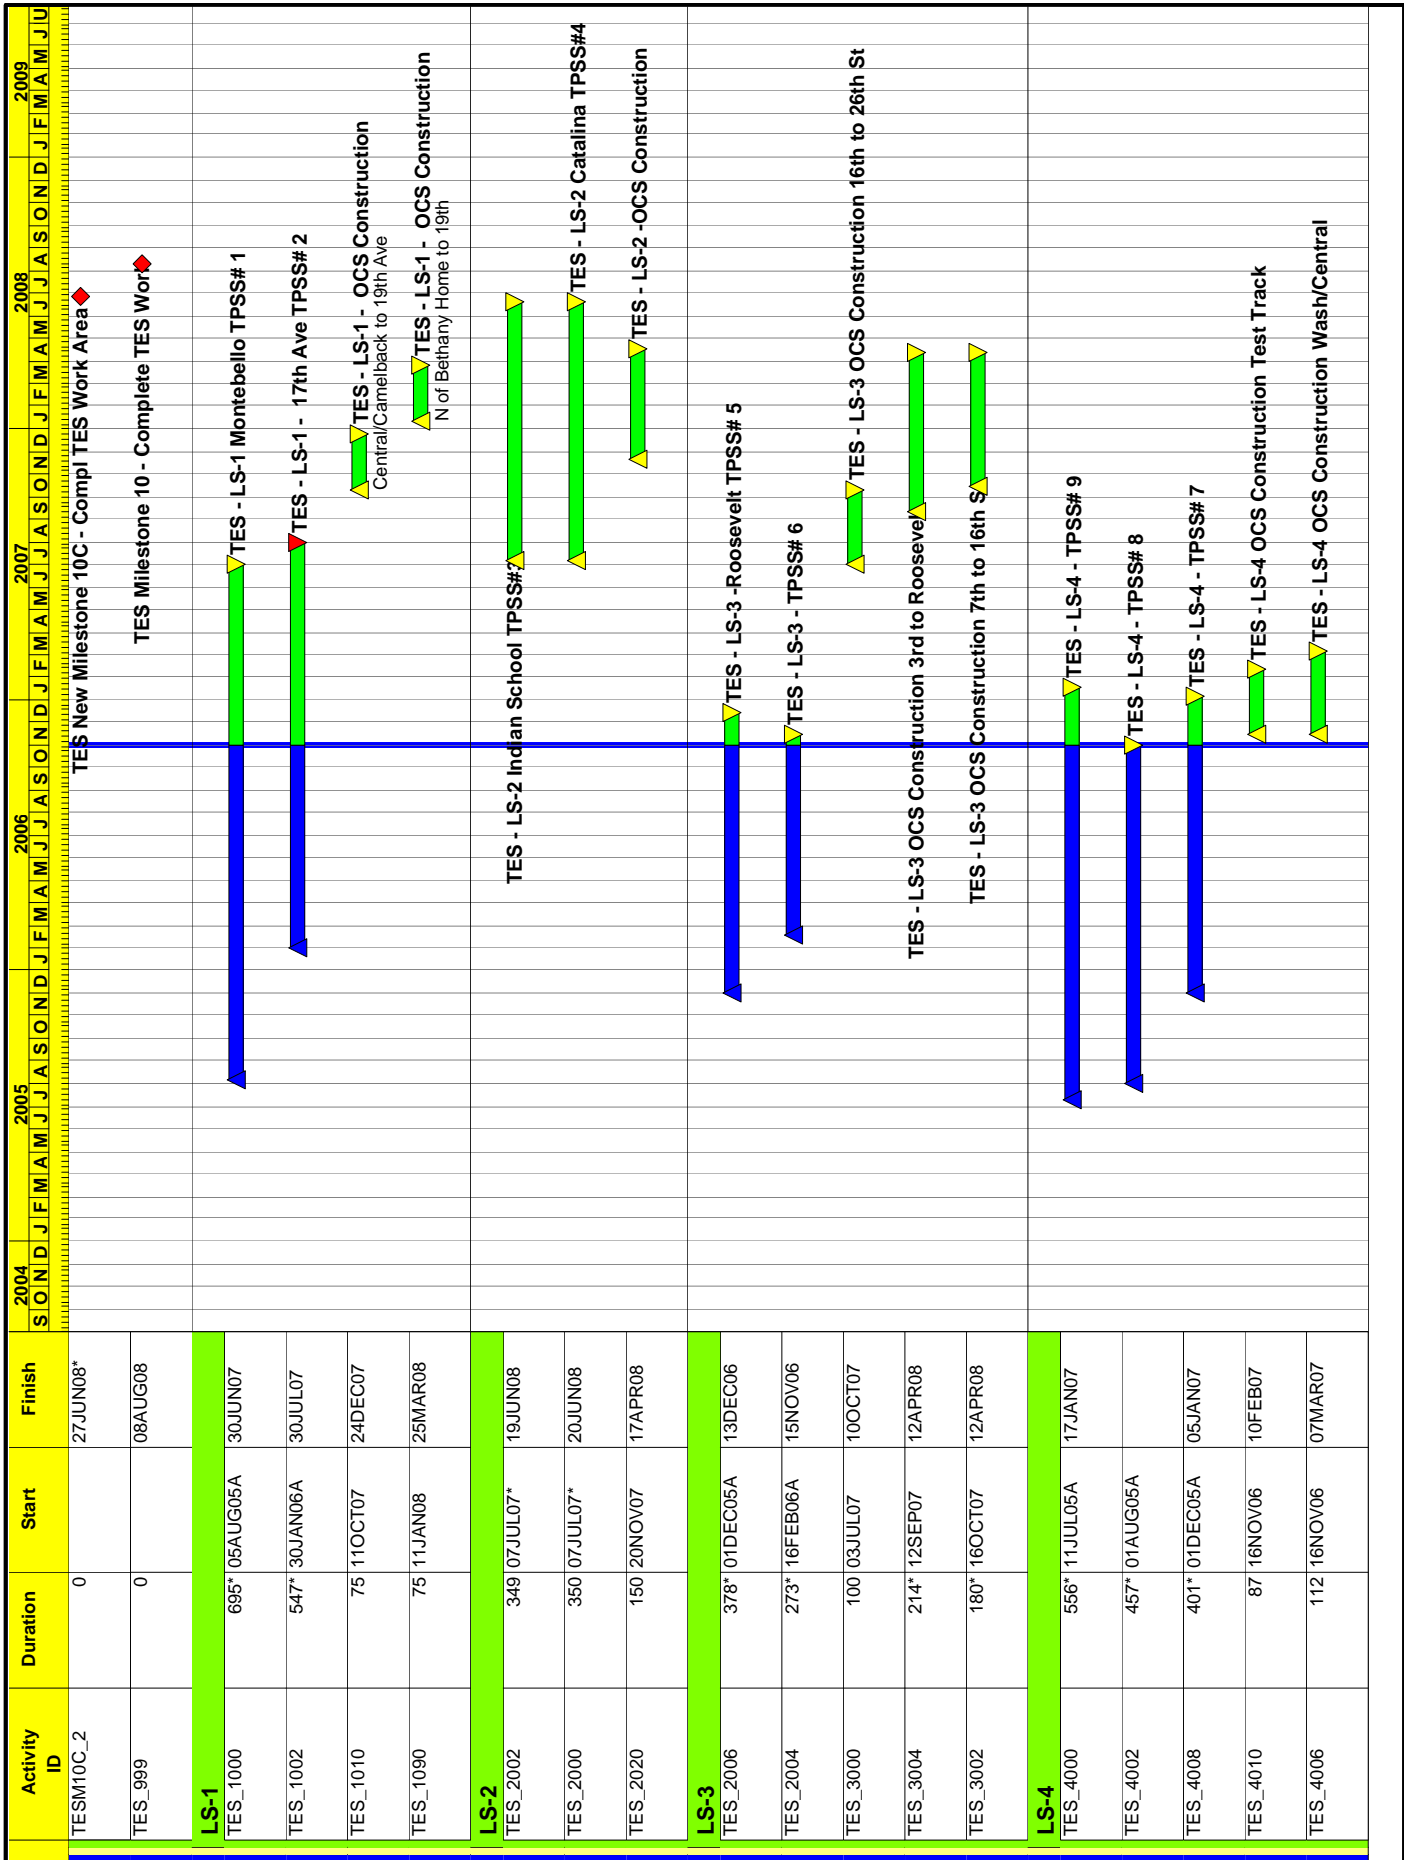 Activity ID Duration Start Finish 2004 2005 2006 2007 2008 2009
S O N D J F M A M J J A S O N D J F M A M J J A S O N D J F M A M J J A S O N D J F M A M J J A S O N D J F M A M J U
TESM10C_2 0 27JUN08* TES New Milestone 10C - Compl TES Work Area
TES_999 0 08AUG08 TES Milestone 10 - Complete TES Work
LS-1
TES_1000 695* 05AUG05A 30JUN07 TES - LS-1 Montebello TPSS# 1
TES_1002 547* 30JAN06A 30JUL07 TES - LS-1 - 17th Ave TPSS# 2
TES_1010 75 11OCT07 24DEC07 TES - LS-1 - OCS Construction
Central/Camelback to 19th Ave
TES_1090 75 11JAN08 25MAR08 TES - LS-1 - OCS Construction
N of Bethany Home to 19th
LS-2
TES_2002 349 07JUL07* 19JUN08 TES - LS-2 Indian School TPSS#
TES_2000 350 07JUL07* 20JUN08 TES - LS-2 Catalina TPSS#4
TES_2020 150 20NOV07 17APR08 TES - LS-2 -OCS Construction
LS-3
TES_2006 378* 01DEC05A 13DEC06 TES - LS-3 -Roosevelt TPSS# 5
TES_2004 273* 16FEB06A 15NOV06 TES - LS-3 - TPSS# 6
TES_3000 100 03JUL07 10OCT07 TES - LS-3 OCS Construction 16th to 26th St
TES_3004 214* 12SEP07 12APR08 TES - LS-3 OCS Construction 3rd to Roosevel
TES_3002 180* 16OCT07 12APR08 TES - LS-3 OCS Construction 7th to 16th S
LS-4
TES_4000 556* 11JUL05A 17JAN07 TES - LS-4 - TPSS# 9
TES_4002 457* 01AUG05A TES - LS-4 - TPSS# 8
TES_4008 401* 01DEC05A 05JAN07 TES - LS-4 - TPSS# 7
TES_4010 87 16NOV06 10FEB07 TES - LS-4 OCS Construction Test Track
TES_4006 112 16NOV06 07MAR07 TES - LS-4 OCS Construction Wash/Central